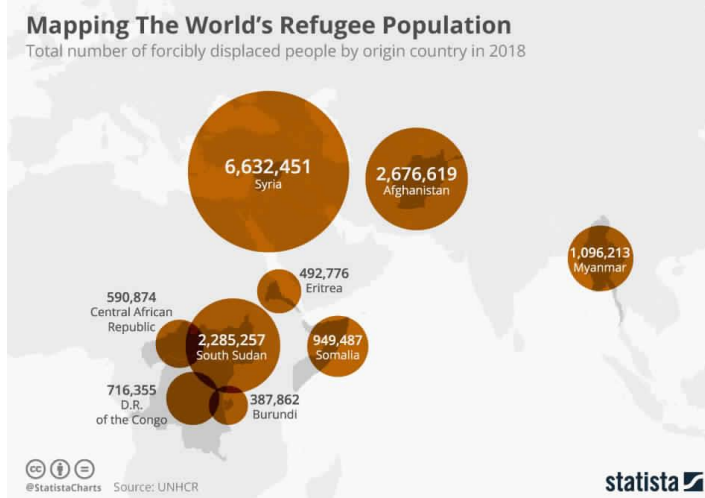 Mapping The World's Refugee Population
Total number of forcibly displaced people by origin country in 2018
6,632,451
Syria
2,676,619
Afghanistan
1,096,213
Myanmar
492,776
Eritrea
590,874
Central African
Republic
2,285,257
South Sudan
949,487
Somalia
716,355
D.R.
of the Congo
387,862
Burundi
cc
@StatistaCharts Source: UNHCR
statista